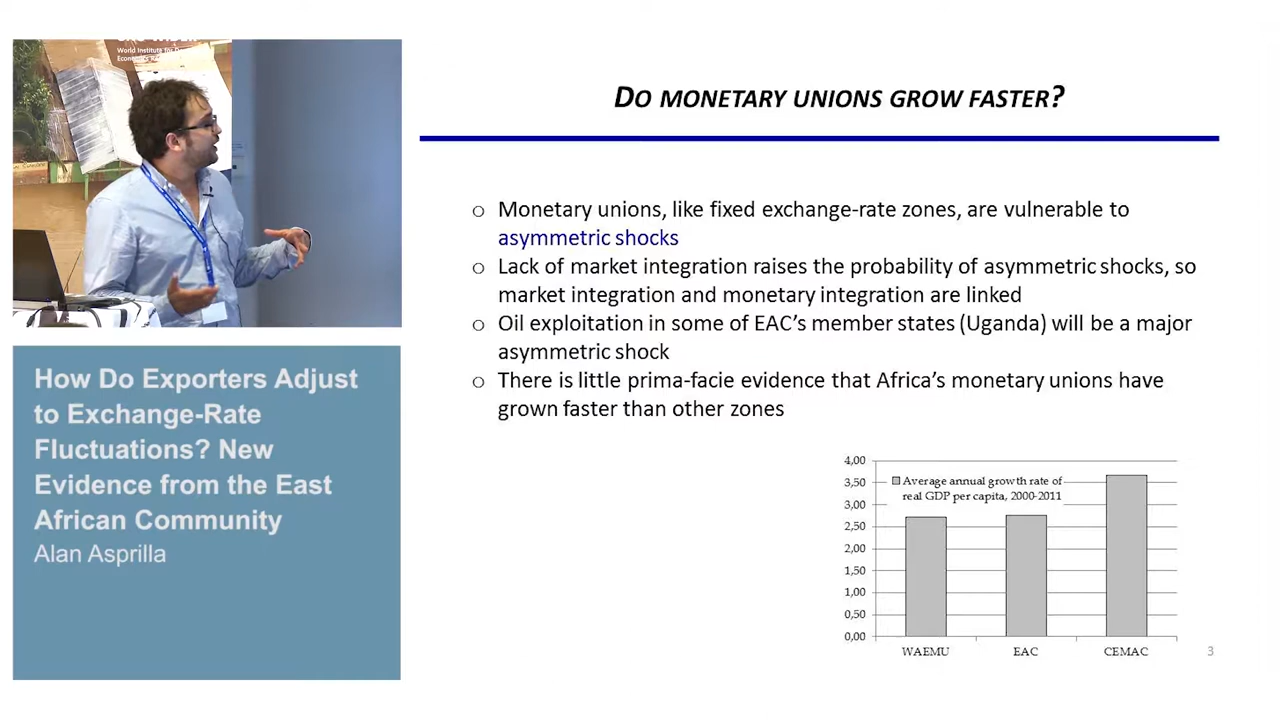 World Institute for De
Economics R
How Do Exporters Adjust
to Exchange-Rate
Fluctuations? New
Evidence from the East
African Community
Alan Asprilla
DO MONETARY UNIONS GROW FASTER?
o Monetary unions, like fixed exchange-rate zones, are vulnerable to
asymmetric shocks
o Lack of market integration raises the probability of asymmetric shocks, so
market integration and monetary integration are linked
o Oil exploitation in some of EAC’s member states (Uganda) will be a major
asymmetric shock
o There is little prima-facie evidence that Africa’s monetary unions have
grown faster than other zones
4,00
3,50
3,00
2,50
2,00
1,50
1,00
0,50
0,00
Average annual growth rate of
real GDP per capita, 2000-2011
WAEMU EAC CEMAC
3